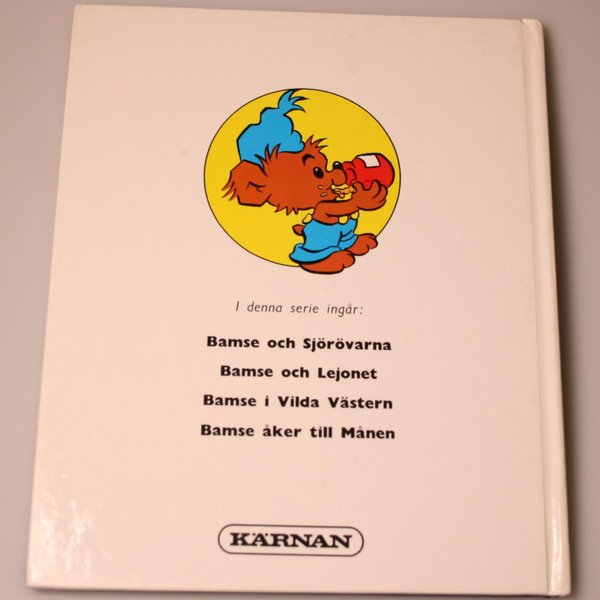 I denna serie ingår:
Bamse och Sjörövarna
Bamse och Lejonet
Bamse i Vilda Västern
Bamse åker till Månen
KÄRNAN